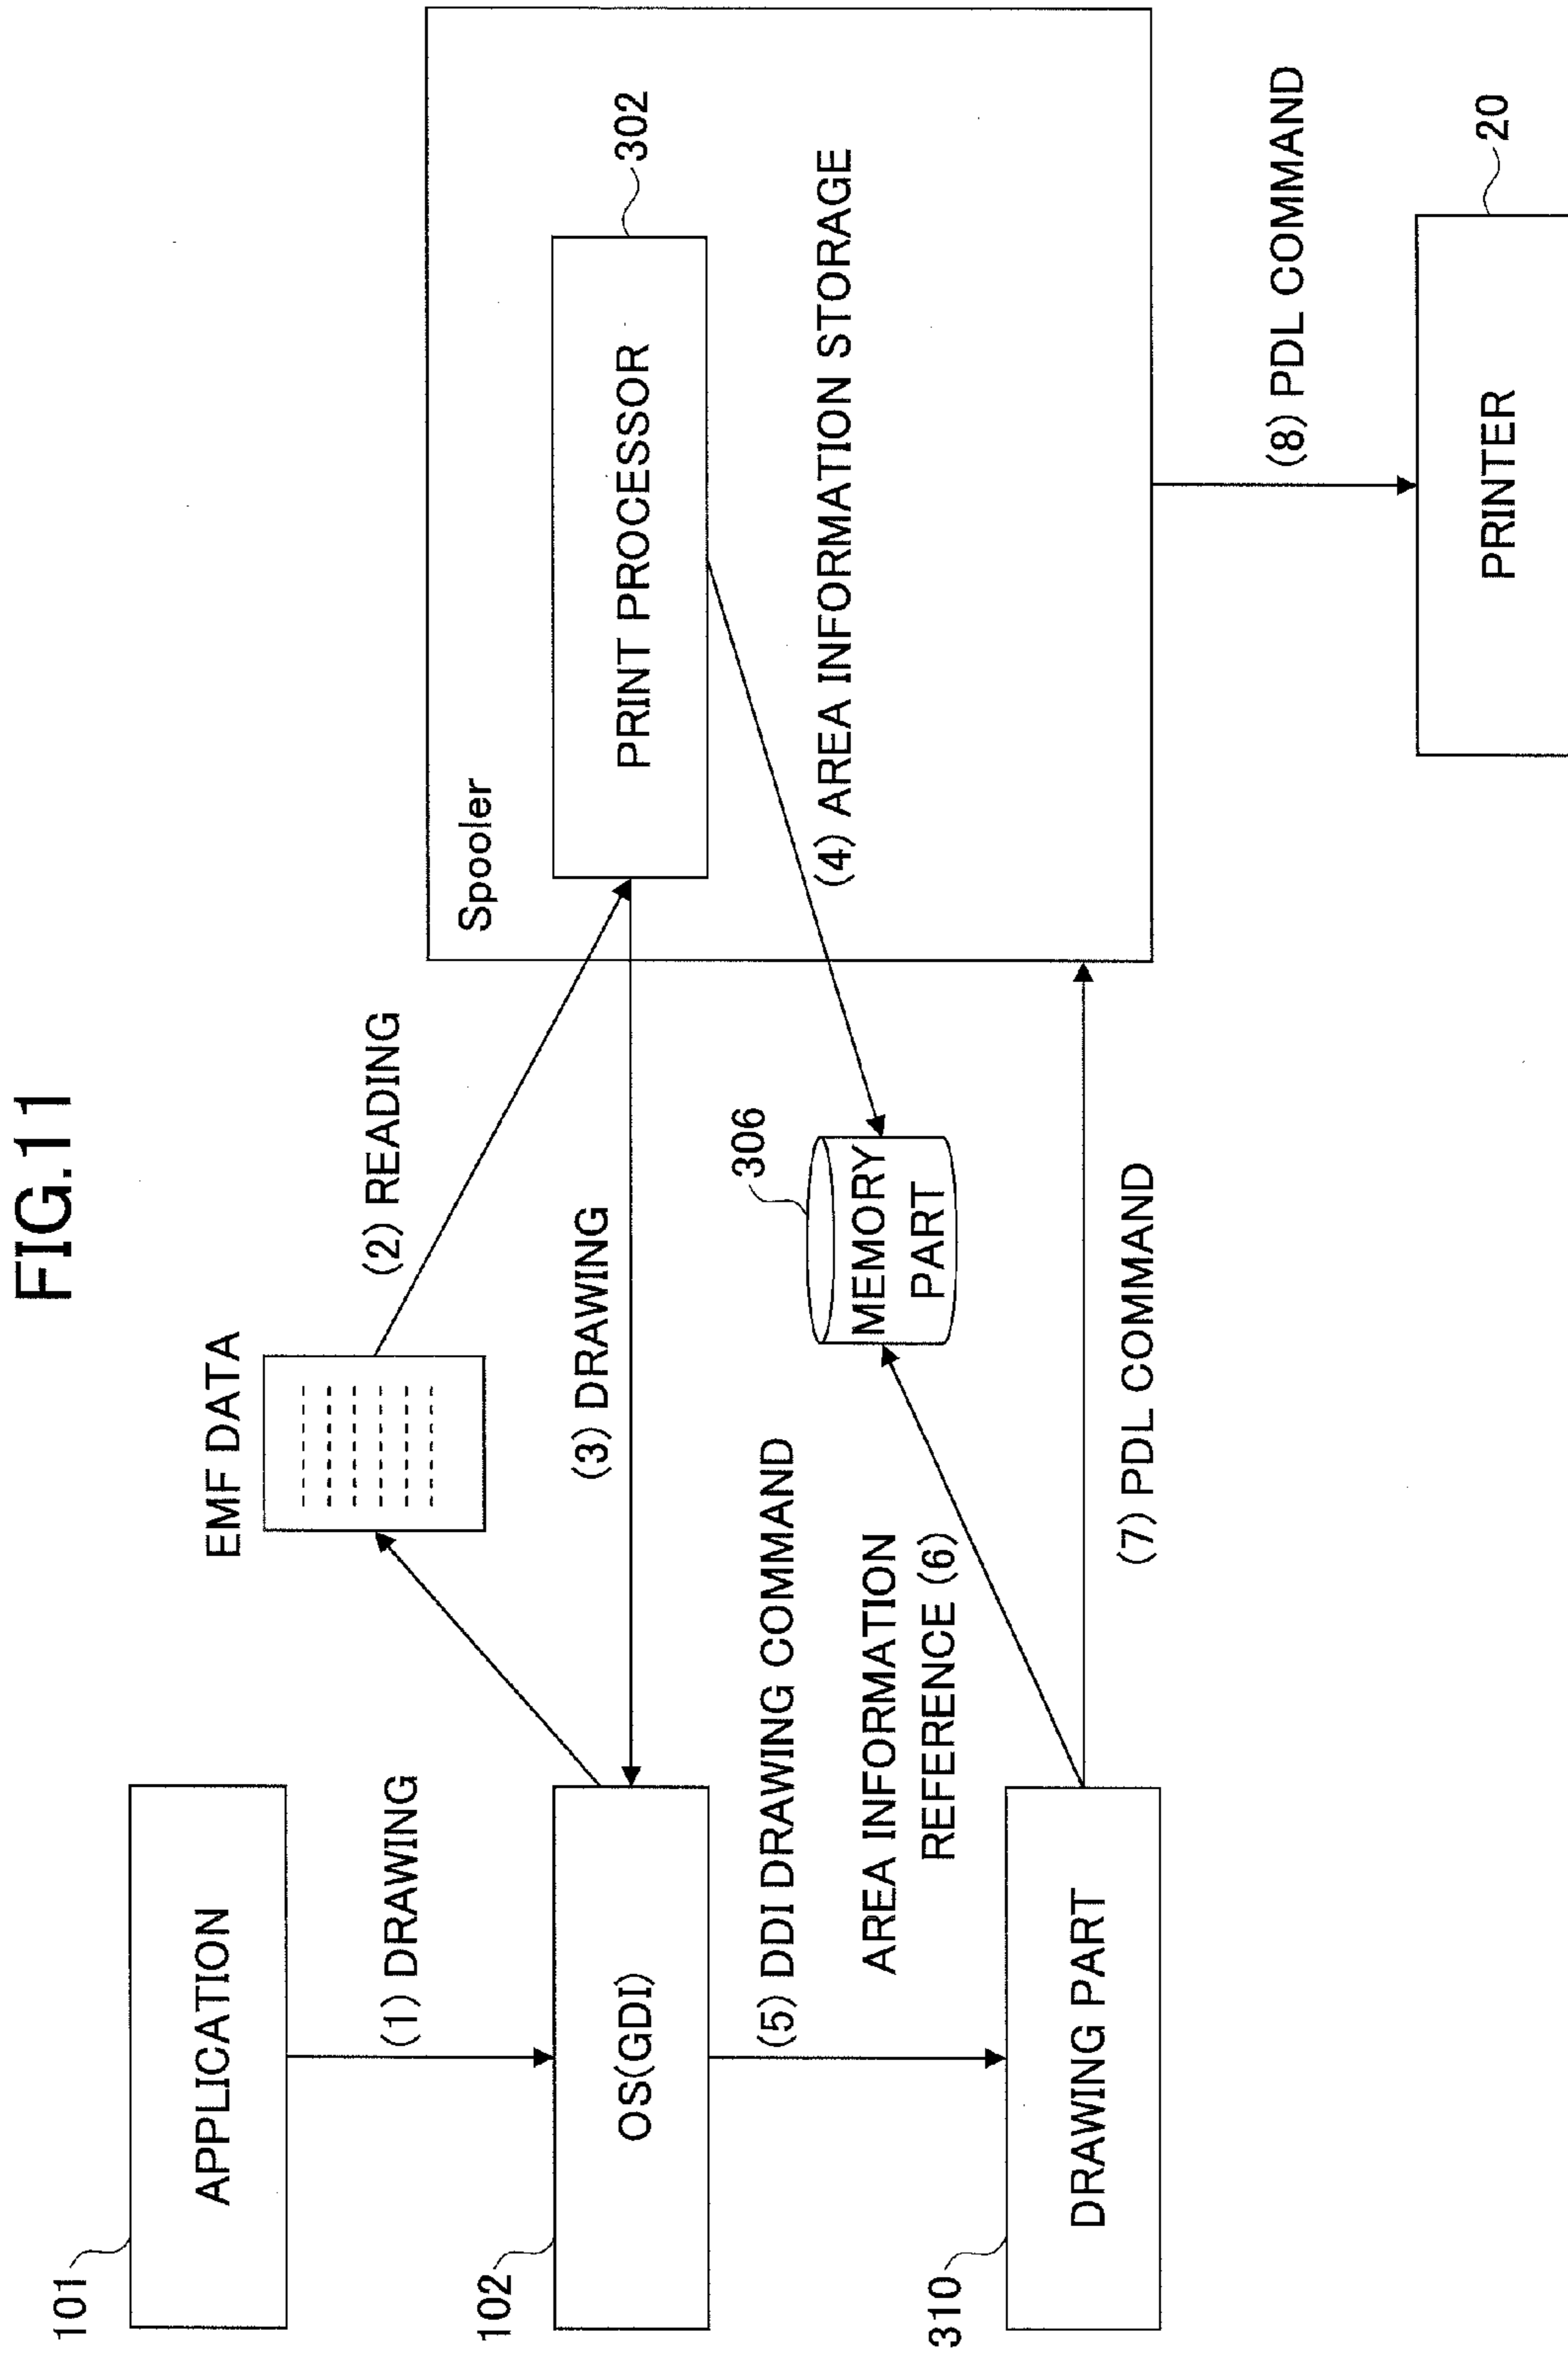 FIG.11
101
APPLICATION
(1) DRAWING
102
OS(GDI)
EMF DATA
(2) READING
(3) DRAWING
Spooler
PRINT PROCESSOR
302
(4) AREA INFORMATION STORAGE
306
MEMORY
PART
(5) DDI DRAWING COMMAND
AREA INFORMATION
REFERENCE (6)
310
DRAWING PART
(7) PDL COMMAND
(8) PDL COMMAND
20
PRINTER